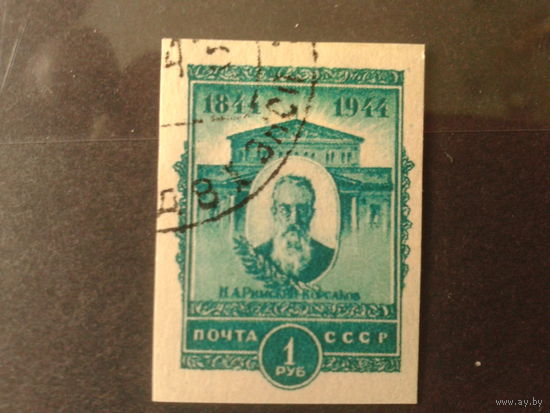 1844 1944
Н.А.Римский-Корсаков
ПОЧТА СССР
1
РУБ
www.ay.by